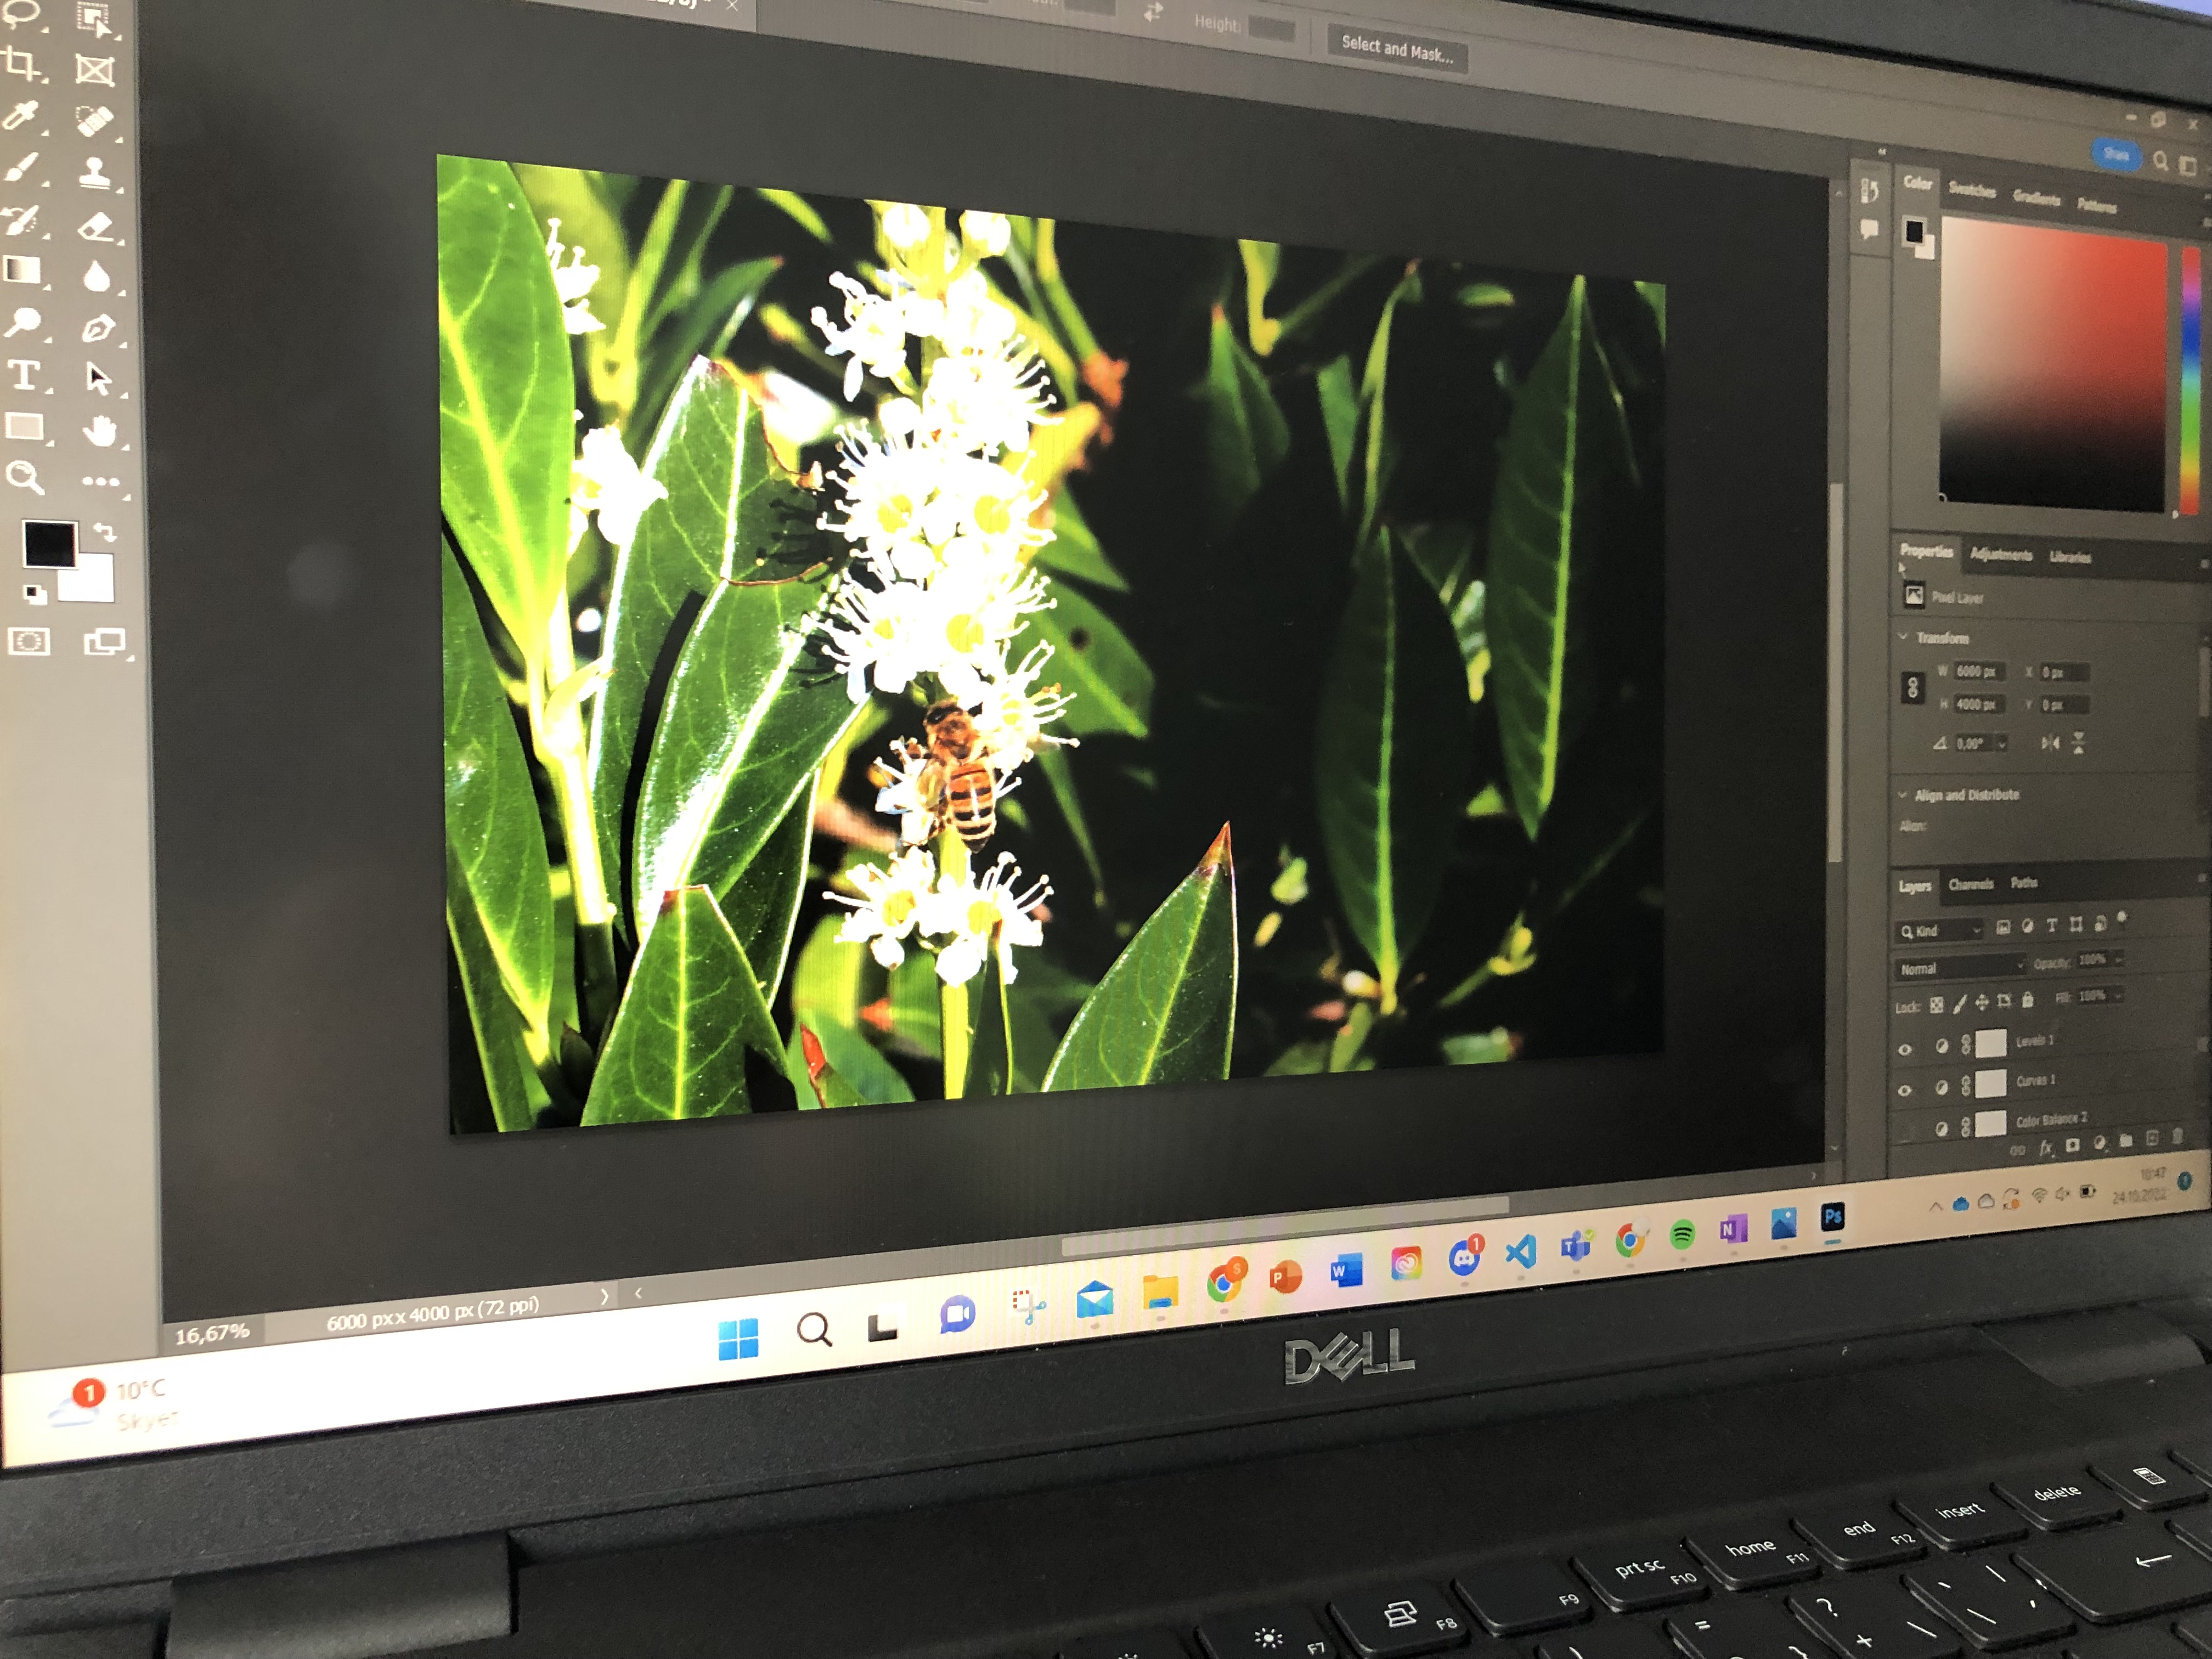 Height:
Select and Mask...
Share
Color Swatches Gradients Patterns
Properties Adjustments Libraries
Pixel Layer
Transform
W 6000 px X 0 px
H 4000 px Y 0 px
0,00°
Align and Distribute
Align:
Layers Channels Paths
Kind
Normal Opacity: 100%
Lock: Fill: 100%
Levels 1
Curves 1
Color Balance 2
fx
16,67% 6000 px x 4000 px (72 ppi)
10:47
24.10.2022
1
10°C
Skyet
S
P
W
1
T
N
Ps
DELL
delete
insert
end F12
home F11
prt sc F10
F9
F8
F7